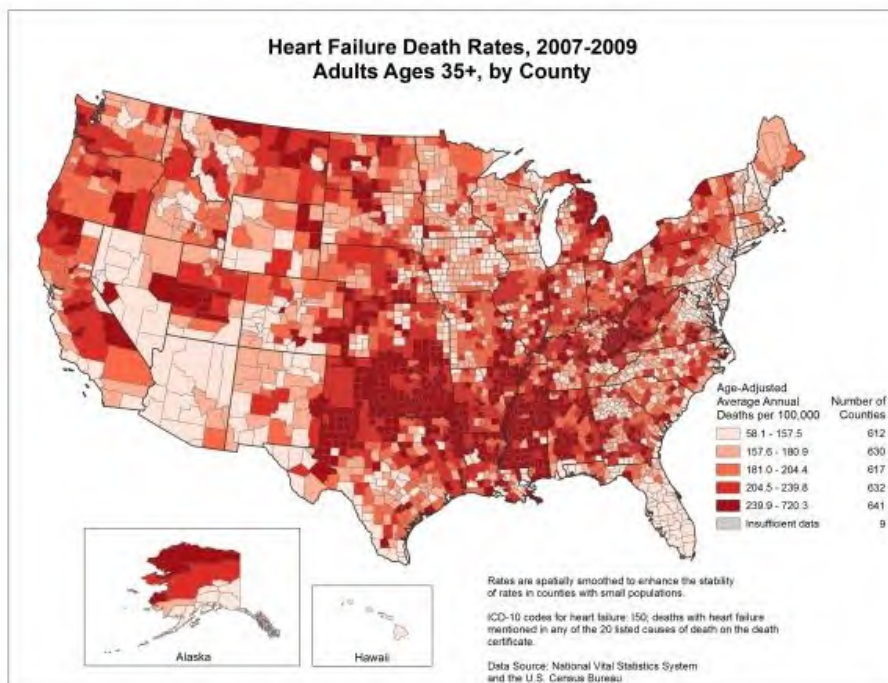 Heart Failure Death Rates, 2007-2009
Adults Ages 35+, by County
Age-Adjusted
Average Annual
Deaths per 100,000
Number of
Counties
58.1 - 157.5 612
157.6 - 180.9 630
181.0 - 204.4 617
204.5 - 239.8 632
239.9 - 720.3 641
Insufficient data 9
Alaska
Hawaii
Rates are spatially smoothed to enhance the stability
of rates in counties with small populations.
ICD-10 codes for heart failure: I50; deaths with heart failure
mentioned in any of the 20 listed causes of death on the death
certificate.
Data Source: National Vital Statistics System
and the U.S. Census Bureau